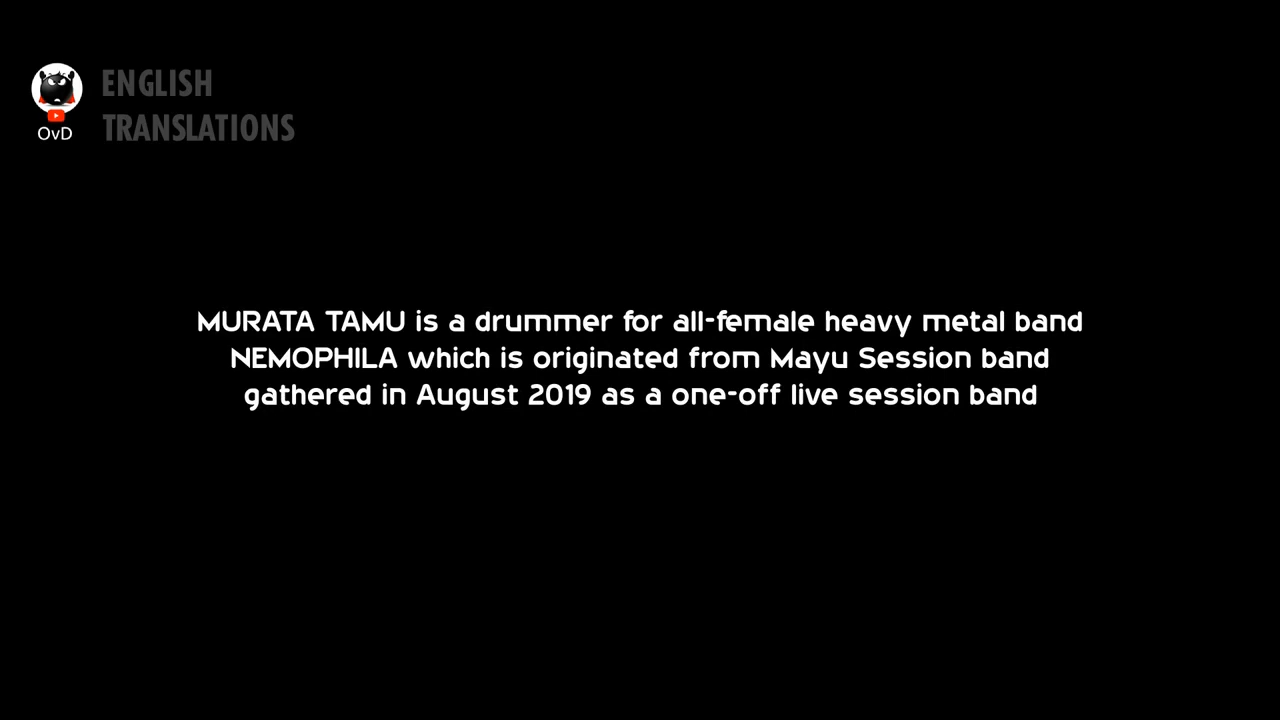 ENGLISH
TRANSLATIONS
OvD
MURATA TAMU is a drummer for all-female heavy metal band
NEMOPHILA which is originated from Mayu Session band
gathered in August 2019 as a one-off live session band